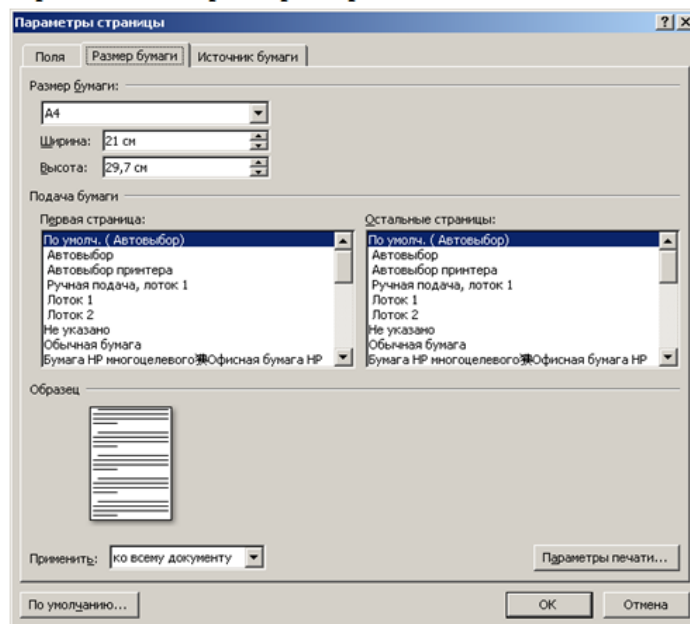 Параметры страницы
Поля Размер бумаги Источник бумаги
Размер бумаги:
A4
Ширина: 21 см
Высота: 29,7 см
Подача бумаги
Первая страница:
По умолч. ( Автовыбор)
Автовыбор
Автовыбор принтера
Ручная подача, лоток 1
Лоток 1
Лоток 2
Не указано
Обычная бумага
Бумага HP многоцелевого Офисная бумага HP
Остальные страницы:
По умолч. ( Автовыбор)
Автовыбор
Автовыбор принтера
Ручная подача, лоток 1
Лоток 1
Лоток 2
Не указано
Обычная бумага
Бумага HP многоцелевого Офисная бумага HP
Образец
Применить: ко всему документу
Параметры печати...
По умолчанию...
ОК
Отмена